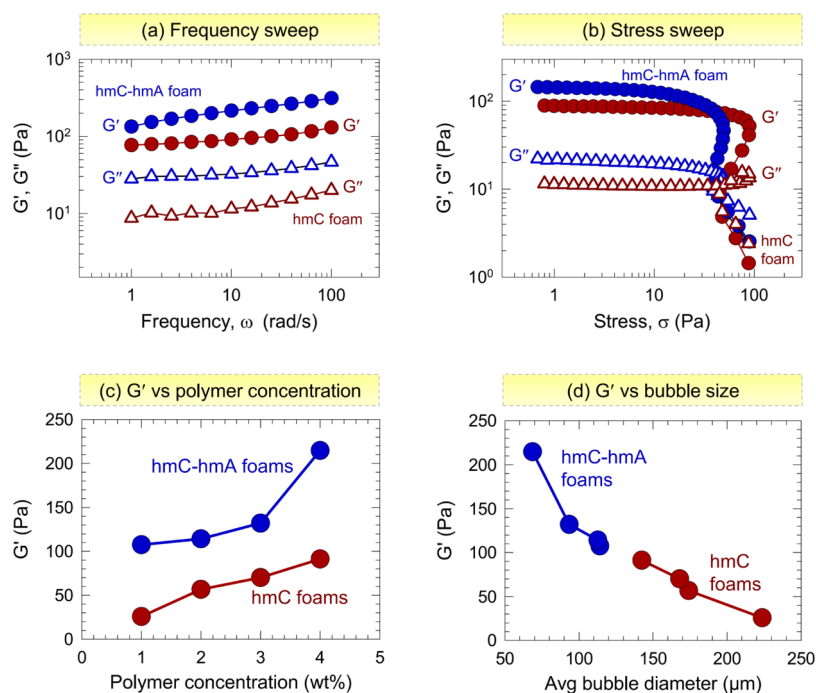 (a) Frequency sweep
G′, G″ (Pa)
10³
10²
10¹
hmC-hmA foam
G′
G′
G″
G″
hmC foam
1
10
100
Frequency, ω (rad/s)
(b) Stress sweep
G′, G″ (Pa)
10²
10¹
10⁰
hmC-hmA foam
G′
G′
G″
G″
hmC
foam
1
10
100
Stress, σ (Pa)
(c) G′ vs polymer concentration
G' (Pa)
250
200
150
100
50
0
hmC-hmA foams
hmC foams
0
1
2
3
4
5
Polymer concentration (wt%)
(d) G′ vs bubble size
G' (Pa)
250
200
150
100
50
0
hmC-hmA
foams
hmC
foams
50
100
150
200
250
Avg bubble diameter (μm)